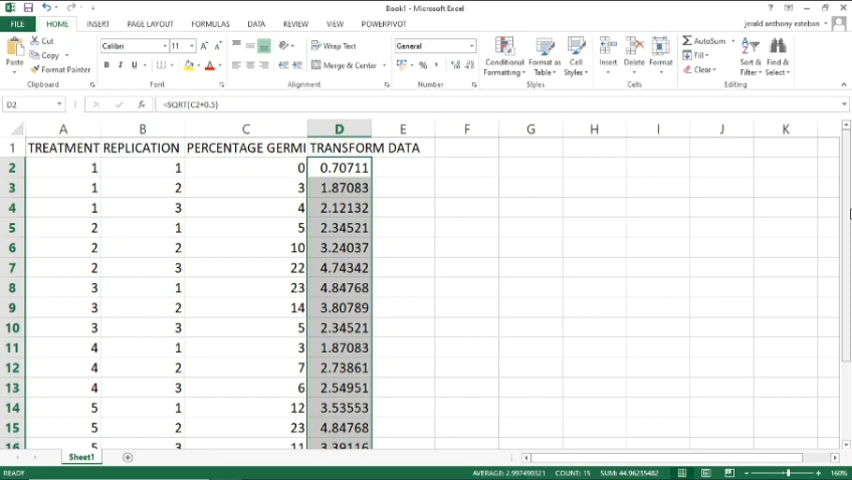 Book1 - Microsoft Excel
FILE HOME INSERT PAGE LAYOUT FORMULAS DATA REVIEW VIEW POWERPIVOT jerald anthony esteban
Cut Calibri 11 Wrap Text General AutoSum
Copy Fill
Paste Format Painter B I U Merge & Center % Conditional Formatting Format as Table Cell Styles Insert Delete Format Clear Sort & Filter Find & Select
Clipboard Font Alignment Number Styles Cells Editing
D2 fx =SQRT(C2+0.5)
A B C D E F G H I J K
1 TREATMENT REPLICATION PERCENTAGE GERMI TRANSFORM DATA
2 1 1 0 0.70711
3 1 2 3 1.87083
4 1 3 4 2.12132
5 2 1 5 2.34521
6 2 2 10 3.24037
7 2 3 22 4.74342
8 3 1 23 4.84768
9 3 2 14 3.80789
10 3 3 5 2.34521
11 4 1 3 1.87083
12 4 2 7 2.73861
13 4 3 6 2.54951
14 5 1 12 3.53553
15 5 2 23 4.84768
16 5 3 11 3.39116
Sheet1
READY AVERAGE: 2.997490321 COUNT: 15 SUM: 44.96235482 160%